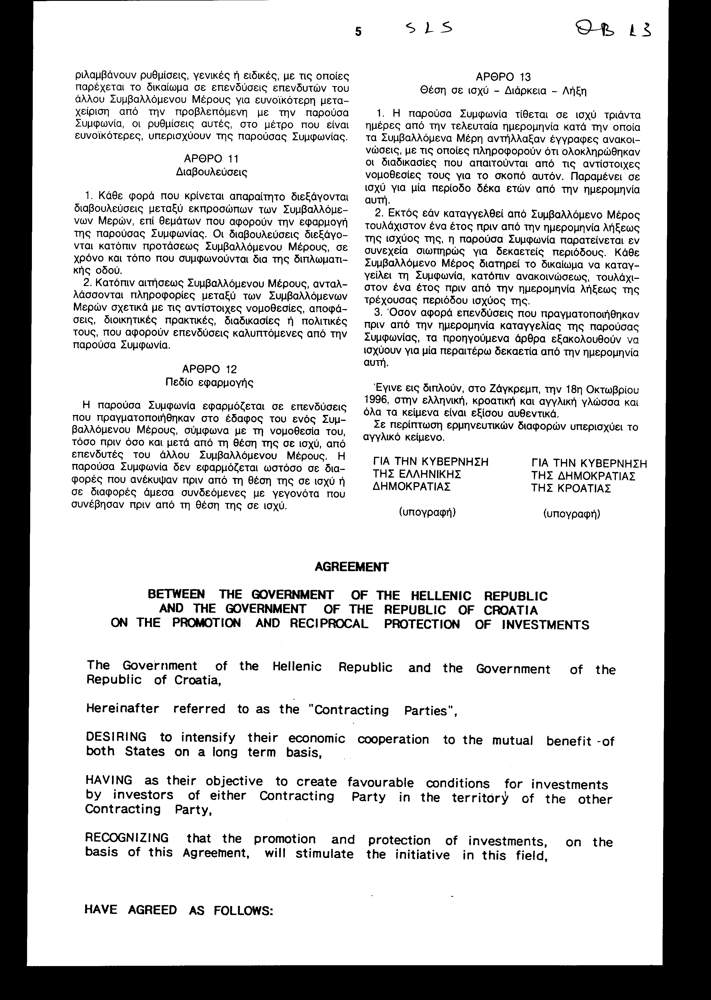 5
SLS
ΘB 13
ριλαμβάνουν ρυθμίσεις, γενικές ή ειδικές, με τις οποίες
παρέχεται το δικαίωμα σε επενδύσεις επενδυτών του
άλλου Συμβαλλόμενου Μέρους για ευνοϊκότερη μετα-
χείριση από την προβλεπόμενη με την παρούσα
Συμφωνία, οι ρυθμίσεις αυτές, στο μέτρο που είναι
ευνοϊκότερες, υπερισχύουν της παρούσας Συμφωνίας.
ΑΡΘΡΟ 11
Διαβουλεύσεις
1. Κάθε φορά που κρίνεται απαραίτητο διεξάγονται
διαβουλεύσεις μεταξύ εκπροσώπων των Συμβαλλόμε-
νων Μερών, επί θεμάτων που αφορούν την εφαρμογή
της παρούσας Συμφωνίας. Οι διαβουλεύσεις διεξάγο-
νται κατόπιν προτάσεως Συμβαλλόμενου Μέρους, σε
χρόνο και τόπο που συμφωνούνται δια της διπλωματι-
κής οδού.
2. Κατόπιν αιτήσεως Συμβαλλόμενου Μέρους, ανταλ-
λάσσονται πληροφορίες μεταξύ των Συμβαλλόμενων
Μερών σχετικά με τις αντίστοιχες νομοθεσίες, αποφά-
σεις, διοικητικές πρακτικές, διαδικασίες ή πολιτικές
τους, που αφορούν επενδύσεις καλυπτόμενες από την
παρούσα Συμφωνία.
ΑΡΘΡΟ 12
Πεδίο εφαρμογής
Η παρούσα Συμφωνία εφαρμόζεται σε επενδύσεις
που πραγματοποιήθηκαν στο έδαφος του ενός Συμ-
βαλλόμενου Μέρους, σύμφωνα με τη νομοθεσία του,
τόσο πριν όσο και μετά από τη θέση της σε ισχύ, από
επενδυτές του άλλου Συμβαλλόμενου Μέρους. Η
παρούσα Συμφωνία δεν εφαρμόζεται ωστόσο σε δια-
φορές που ανέκυψαν πριν από τη θέση της σε ισχύ ή
σε διαφορές άμεσα συνδεόμενες με γεγονότα που
συνέβησαν πριν από τη θέση της σε ισχύ.
ΑΡΘΡΟ 13
Θέση σε ισχύ - Διάρκεια - Λήξη
1. Η παρούσα Συμφωνία τίθεται σε ισχύ τριάντα
ημέρες από την τελευταία ημερομηνία κατά την οποία
τα Συμβαλλόμενα Μέρη αντήλλαξαν έγγραφες ανακοι-
νώσεις, με τις οποίες πληροφορούν ότι ολοκληρώθηκαν
οι διαδικασίες που απαιτούνται από τις αντίστοιχες
νομοθεσίες τους για το σκοπό αυτόν. Παραμένει σε
ισχύ για μία περίοδο δέκα ετών από την ημερομηνία
αυτή.
2. Εκτός εάν καταγγελθεί από Συμβαλλόμενο Μέρος
τουλάχιστον ένα έτος πριν από την ημερομηνία λήξεως
της ισχύος της, η παρούσα Συμφωνία παρατείνεται εν
συνεχεία σιωπηρώς για δεκαετείς περιόδους. Κάθε
Συμβαλλόμενο Μέρος διατηρεί το δικαίωμα να καταγ-
γείλει τη Συμφωνία, κατόπιν ανακοινώσεως, τουλάχι-
στον ένα έτος πριν από την ημερομηνία λήξεως της
τρέχουσας περιόδου ισχύος της.
3. Όσον αφορά επενδύσεις που πραγματοποιήθηκαν
πριν από την ημερομηνία καταγγελίας της παρούσας
Συμφωνίας, τα προηγούμενα άρθρα εξακολουθούν να
ισχύουν για μία περαιτέρω δεκαετία από την ημερομηνία
αυτή.
Έγινε εις διπλούν, στο Ζάγκρεμπ, την 18η Οκτωβρίου
1996, στην ελληνική, κροατική και αγγλική γλώσσα και
όλα τα κείμενα είναι εξίσου αυθεντικά.
Σε περίπτωση ερμηνευτικών διαφορών υπερισχύει το
αγγλικό κείμενο.
ΓΙΑ ΤΗΝ ΚΥΒΕΡΝΗΣΗ
ΤΗΣ ΕΛΛΗΝΙΚΗΣ
ΔΗΜΟΚΡΑΤΙΑΣ
(υπογραφή)
ΓΙΑ ΤΗΝ ΚΥΒΕΡΝΗΣΗ
ΤΗΣ ΔΗΜΟΚΡΑΤΙΑΣ
ΤΗΣ ΚΡΟΑΤΙΑΣ
(υπογραφή)
AGREEMENT
BETWEEN THE GOVERNMENT OF THE HELLENIC REPUBLIC
AND THE GOVERNMENT OF THE REPUBLIC OF CROATIA
ON THE PROMOTION AND RECIPROCAL PROTECTION OF INVESTMENTS
The Government of the Hellenic Republic and the Government of the
Republic of Croatia,
Hereinafter referred to as the "Contracting Parties",
DESIRING to intensify their economic cooperation to the mutual benefit -of
both States on a long term basis,
HAVING as their objective to create favourable conditions for investments
by investors of either Contracting Party in the territory of the other
Contracting Party,
RECOGNIZING that the promotion and protection of investments, on the
basis of this Agreement, will stimulate the initiative in this field,
HAVE AGREED AS FOLLOWS: